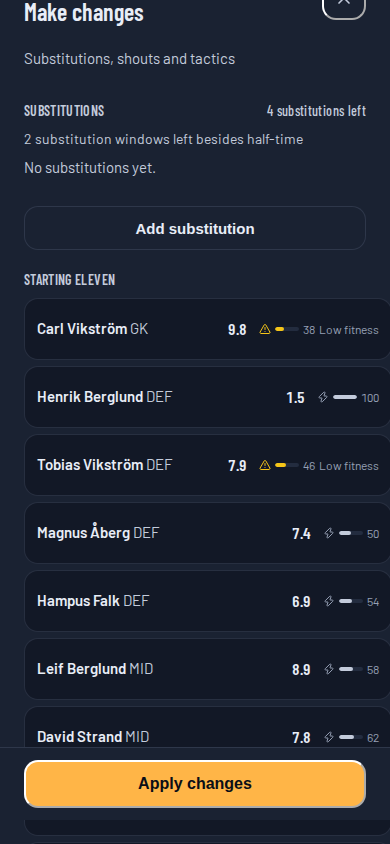 Make changes
Substitutions, shouts and tactics
SUBSTITUTIONS 4 substitutions left
2 substitution windows left besides half-time
No substitutions yet.
Add substitution
STARTING ELEVEN
Carl Vikström GK 9.8 38 Low fitness
Henrik Berglund DEF 1.5 100
Tobias Vikström DEF 7.9 46 Low fitness
Magnus Åberg DEF 7.4 50
Hampus Falk DEF 6.9 54
Leif Berglund MID 8.9 58
David Strand MID 7.8 62
Apply changes